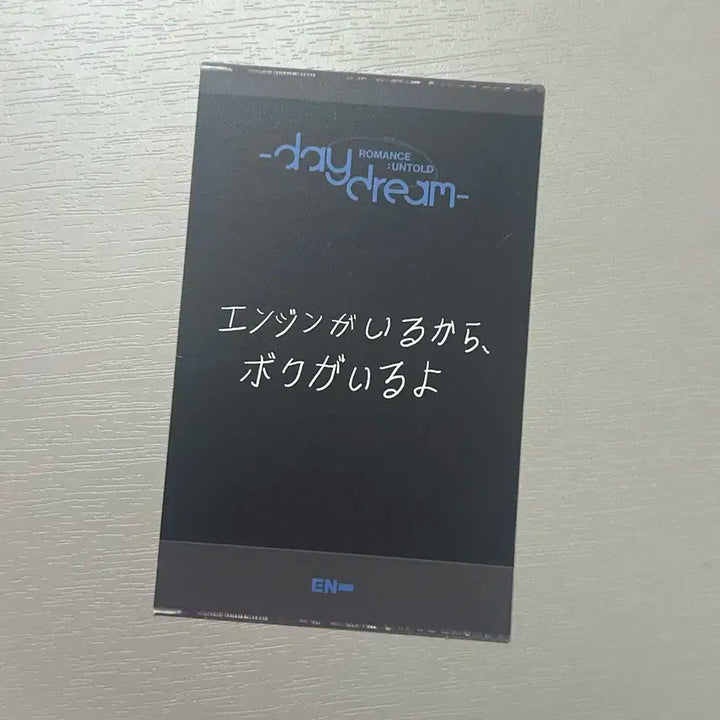 -daydream-
ROMANCE
:UNTOLD
エンジンがいるから、
ボクがいるよ
EN-